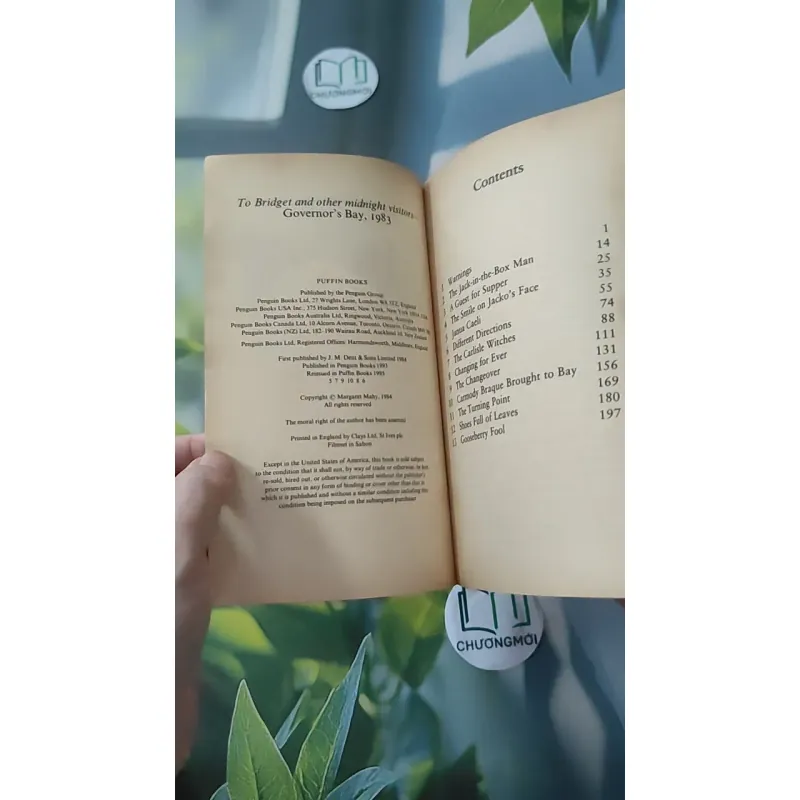 CHƯƠNGMỚI
To Bridget and other midnight visitors
Governor's Bay, 1983
PUFFIN BOOKS
Published by the Penguin Group
Penguin Books Ltd, 27 Wrights Lane, London W8 5TZ, England
Penguin Books USA Inc., 375 Hudson Street, New York, New York 10014, USA
Penguin Books Australia Ltd, Ringwood, Victoria, Australia
Penguin Books Canada Ltd, 10 Alcorn Avenue, Toronto, Ontario, Canada
Penguin Books (NZ) Ltd, 182-190 Wairau Road, Auckland 10, New Zealand
Penguin Books Ltd, Registered Offices: Harmondsworth, Middlesex, England
First published by J. M. Dent & Sons Limited 1984
Published in Penguin Books
Reissued in Puffin Books 1995
5 7 9 10 8 6
Copyright © Margaret Mahy, 1984
All rights reserved
The moral right of the author has been asserted
Printed in England by Clays Ltd, St Ives plc
Filmset in Sabon
Except in the United States of America, this book is sold subject
to the condition that it shall not, by way of trade or otherwise, be lent,
re-sold, hired out, or otherwise circulated without the publisher's
prior consent in any form of binding or cover other than that in
which it is published and without a similar condition including this
condition being imposed on the subsequent purchaser
Contents
1 Warnings 1
2 The Jack-in-the-Box Man 14
3 A Guest for Supper 25
4 The Smile on Jacko's Face 35
5 Janua Caeli 55
6 Different Directions 74
7 The Carlisle Witches 88
8 Changing for Ever 111
9 The Changeover 131
10 Carmody Braque Brought to Bay 156
11 The Turning Point 169
12 Shies Full of Leaves 180
13 Gooseberry Fool 197
CHƯƠNGMỚI